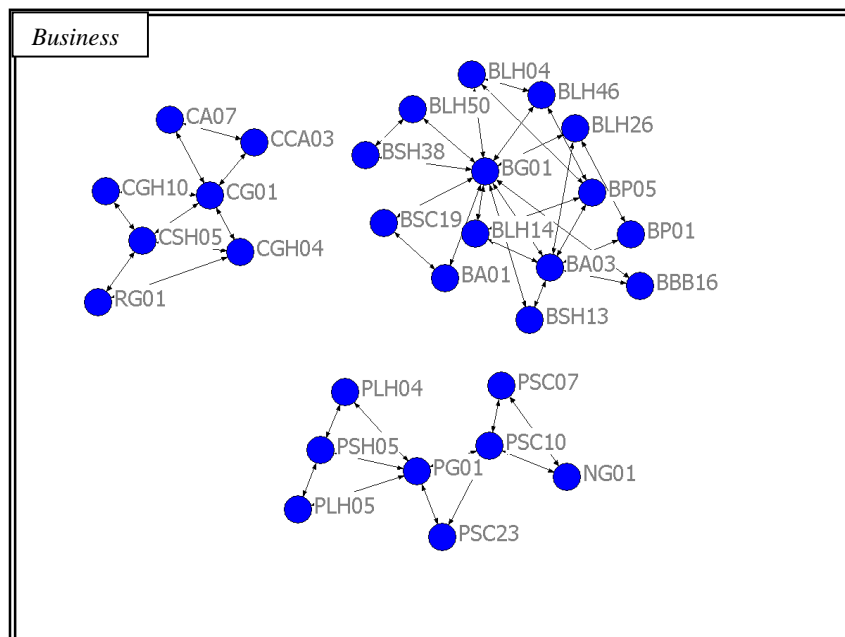 Business
BLH04
BLH46
BLH50
CA07
BLH26
CCA03
BSH38
BG01
CGH10
CG01
BP05
BSC19
BLH14
BP01
CSH05
CGH04
BA03
BA01
BBB16
RG01
BSH13
PLH04
PSC07
PSH05
PSC10
PG01
NG01
PLH05
PSC23